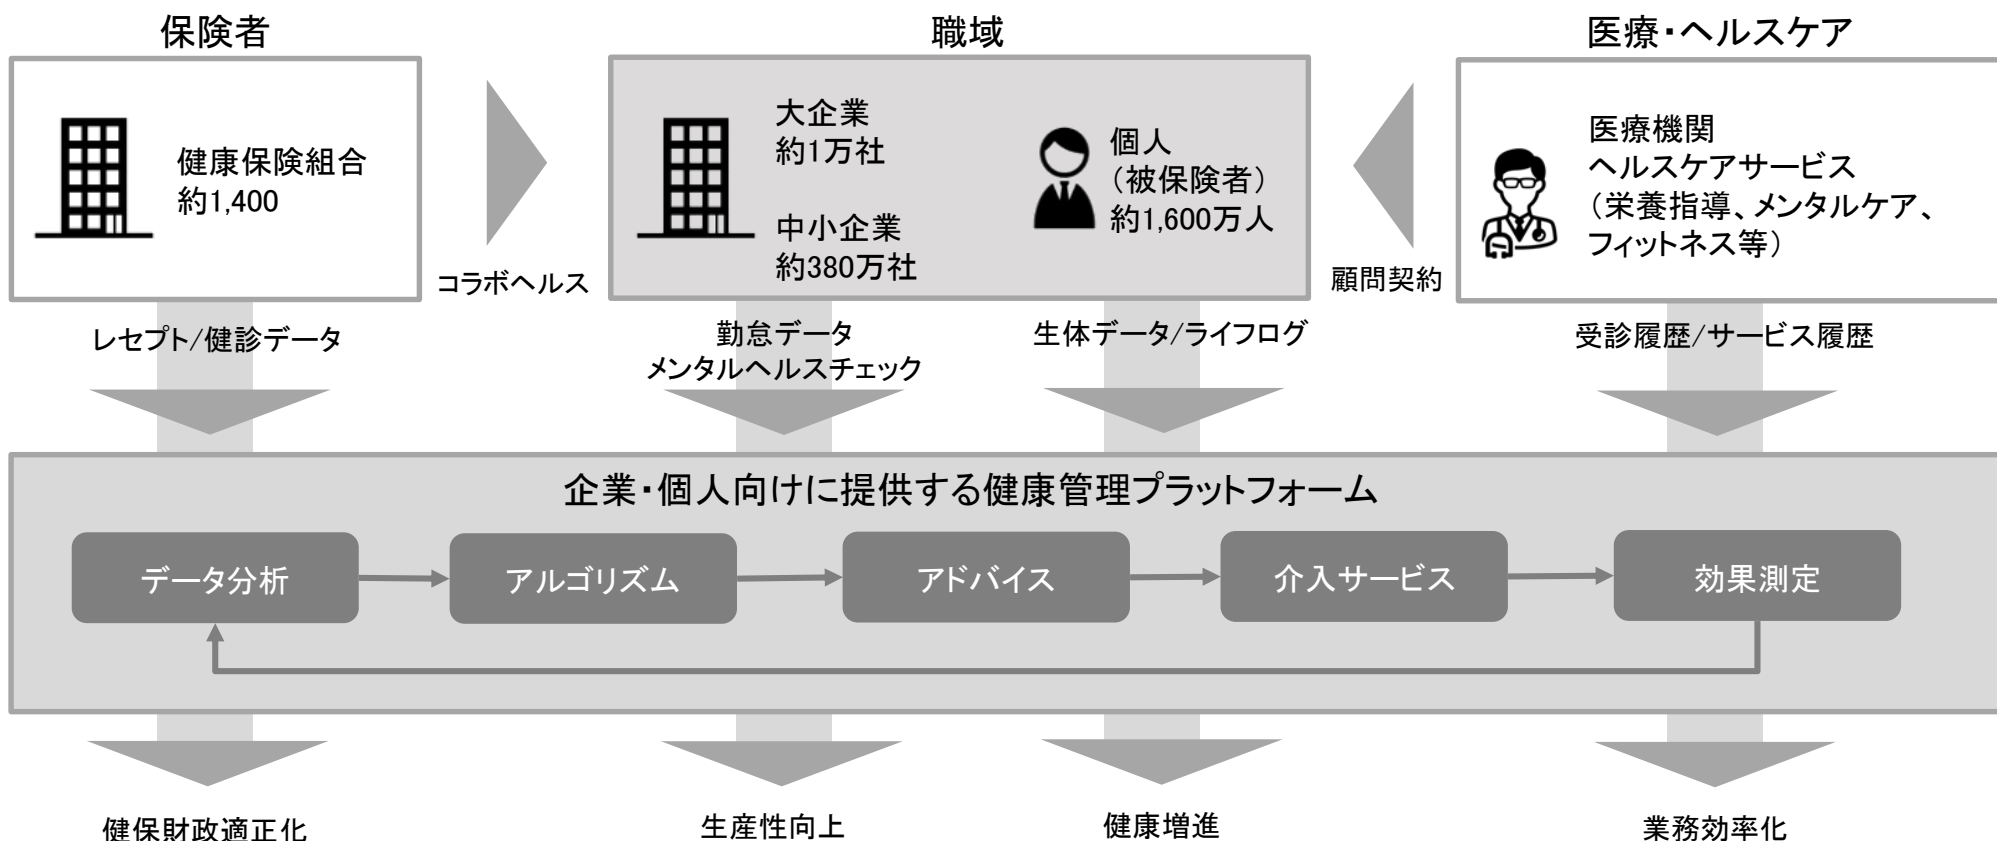 保険者
職域
医療・ヘルスケア
健康保険組合
約1,400
大企業
約1万社
中小企業
約380万社
個人
（被保険者）
約1,600万人
医療機関
ヘルスケアサービス
（栄養指導、メンタルケア、
フィットネス等）
コラボヘルス
顧問契約
レセプト/健診データ
勤怠データ
メンタルヘルスチェック
生体データ/ライフログ
受診履歴/サービス履歴
企業・個人向けに提供する健康管理プラットフォーム
データ分析
アルゴリズム
アドバイス
介入サービス
効果測定
健保財政適正化
生産性向上
健康増進
業務効率化